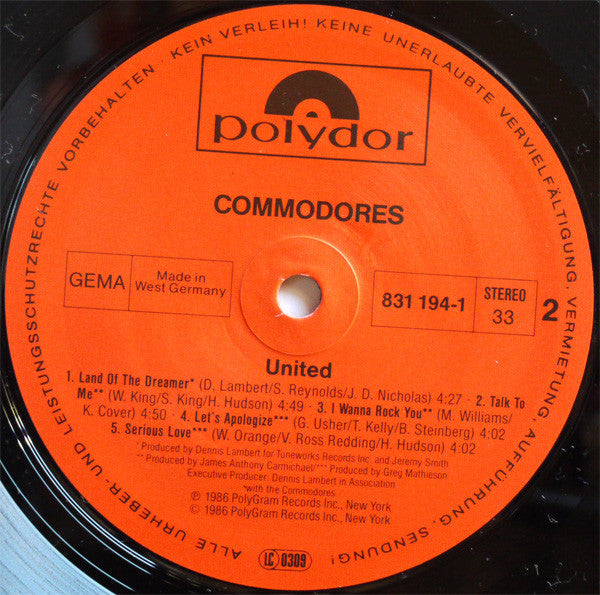 ALLE URHEBER- UND LEISTUNGSSCHUTZRECHTE VORBEHALTEN · KEIN VERLEIH! KEINE UNERLAUBTE VERVIELFÄLTIGUNG, VERMIETUNG, AUFFÜHRUNG, SENDUNG!
polydor
COMMODORES
GEMA
Made in
West Germany
831 194-1
STEREO
33
2
United
1. Land Of The Dreamer* (D. Lambert/S. Reynolds/J. D. Nicholas) 4:27 · 2. Talk To
Me** (W. King/S. King/H. Hudson) 4:49 · 3. I Wanna Rock You** (M. Williams/
K. Cover) 4:50 · 4. Let's Apologize*** (G. Usher/T. Kelly/B. Steinberg) 4:02
5. Serious Love*** (W. Orange/V. Ross Redding/H. Hudson) 4:02
*Produced by Dennis Lambert for Tuneworks Records Inc. and Jeremy Smith
**Produced by James Anthony Carmichael/***Produced by Greg Mathieson
Executive Producer: Dennis Lambert in Association
*with the Commodores
℗ 1986 PolyGram Records Inc., New York
© 1986 PolyGram Records Inc., New York
LC 0309